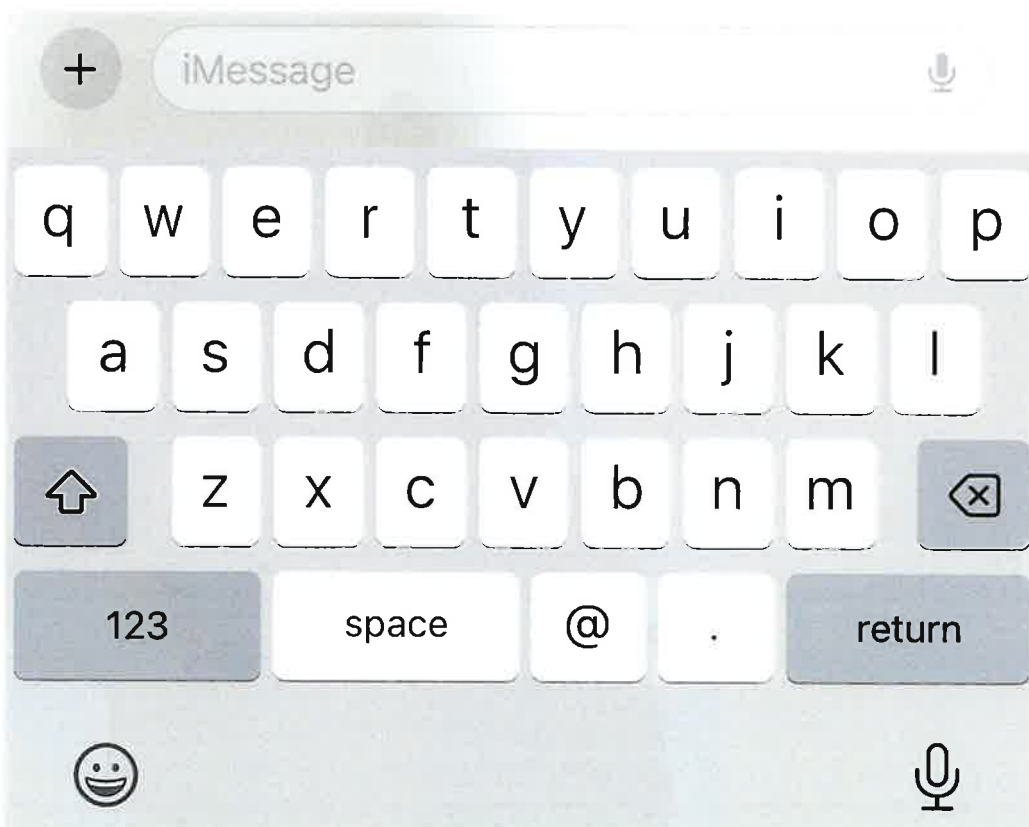 iMessage
q w e r t y u i o p
a s d f g h j k l
z x c v b n m
123 space @ . return